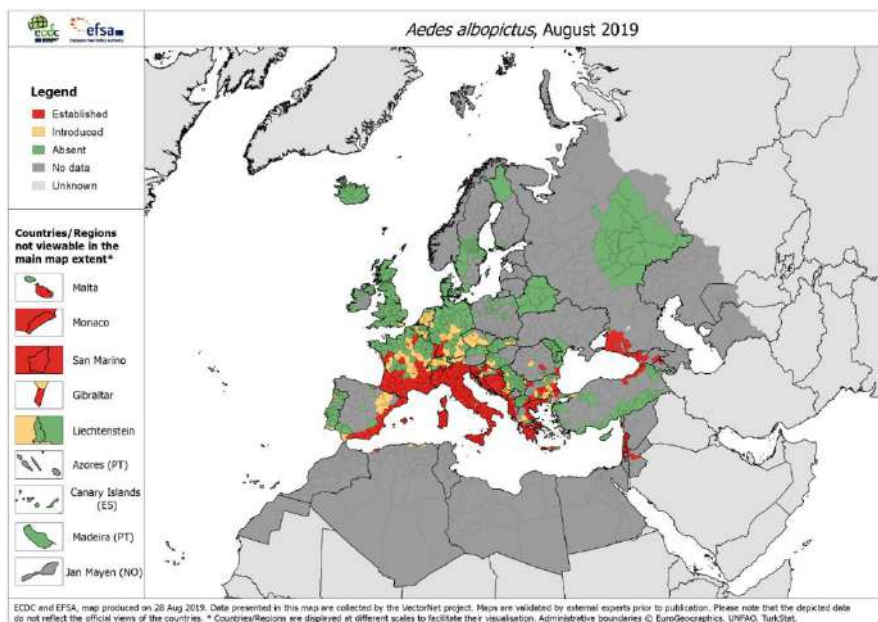 ecdc
efsa
Aedes albopictus, August 2019
Legend
Established
Introduced
Absent
No data
Unknown
Countries/Regions
not viewable in the
main map extent*
Malta
Monaco
San Marino
Gibraltar
Liechtenstein
Azores (PT)
Canary Islands
(ES)
Madeira (PT)
Jan Mayen (NO)
ECDC and EFSA, map produced on 28 Aug 2019. Data presented in this map are collected by the VectorNet project. Maps are validated by external experts prior to publication. Please note that the depicted data
do not reflect the official views of the countries. * Countries/Regions are displayed at different scales to facilitate their visualisation. Administrative boundaries © EuroGeographics, UNFAO, TurkStat.